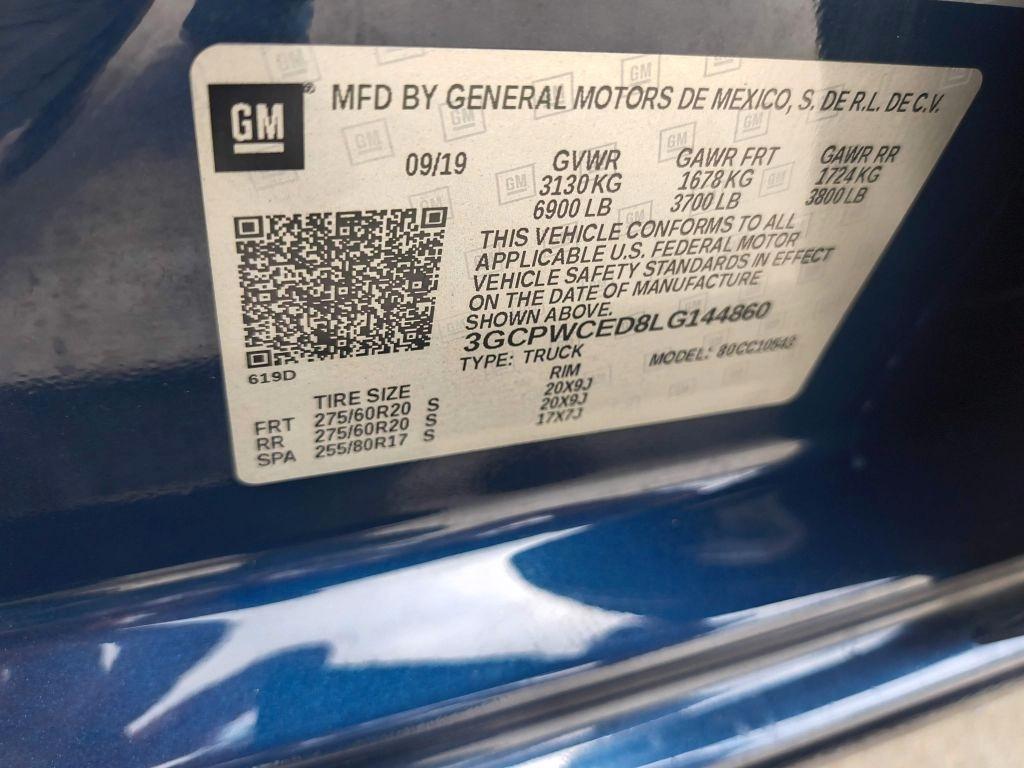 GM® MFD BY GENERAL MOTORS DE MEXICO, S. DE R.L. DE C.V.
09/19 GVWR GAWR FRT GAWR RR
3130 KG 1678 KG 1724 KG
6900 LB 3700 LB 3800 LB
THIS VEHICLE CONFORMS TO ALL
APPLICABLE U.S. FEDERAL MOTOR
VEHICLE SAFETY STANDARDS IN EFFECT
ON THE DATE OF MANUFACTURE
SHOWN ABOVE.
3GCPWCED8LG144860
TYPE: TRUCK MODEL: 80CC10543
619D
TIRE SIZE RIM
FRT 275/60R20 S 20X9J
RR 275/60R20 S 20X9J
SPA 255/80R17 S 17X7J